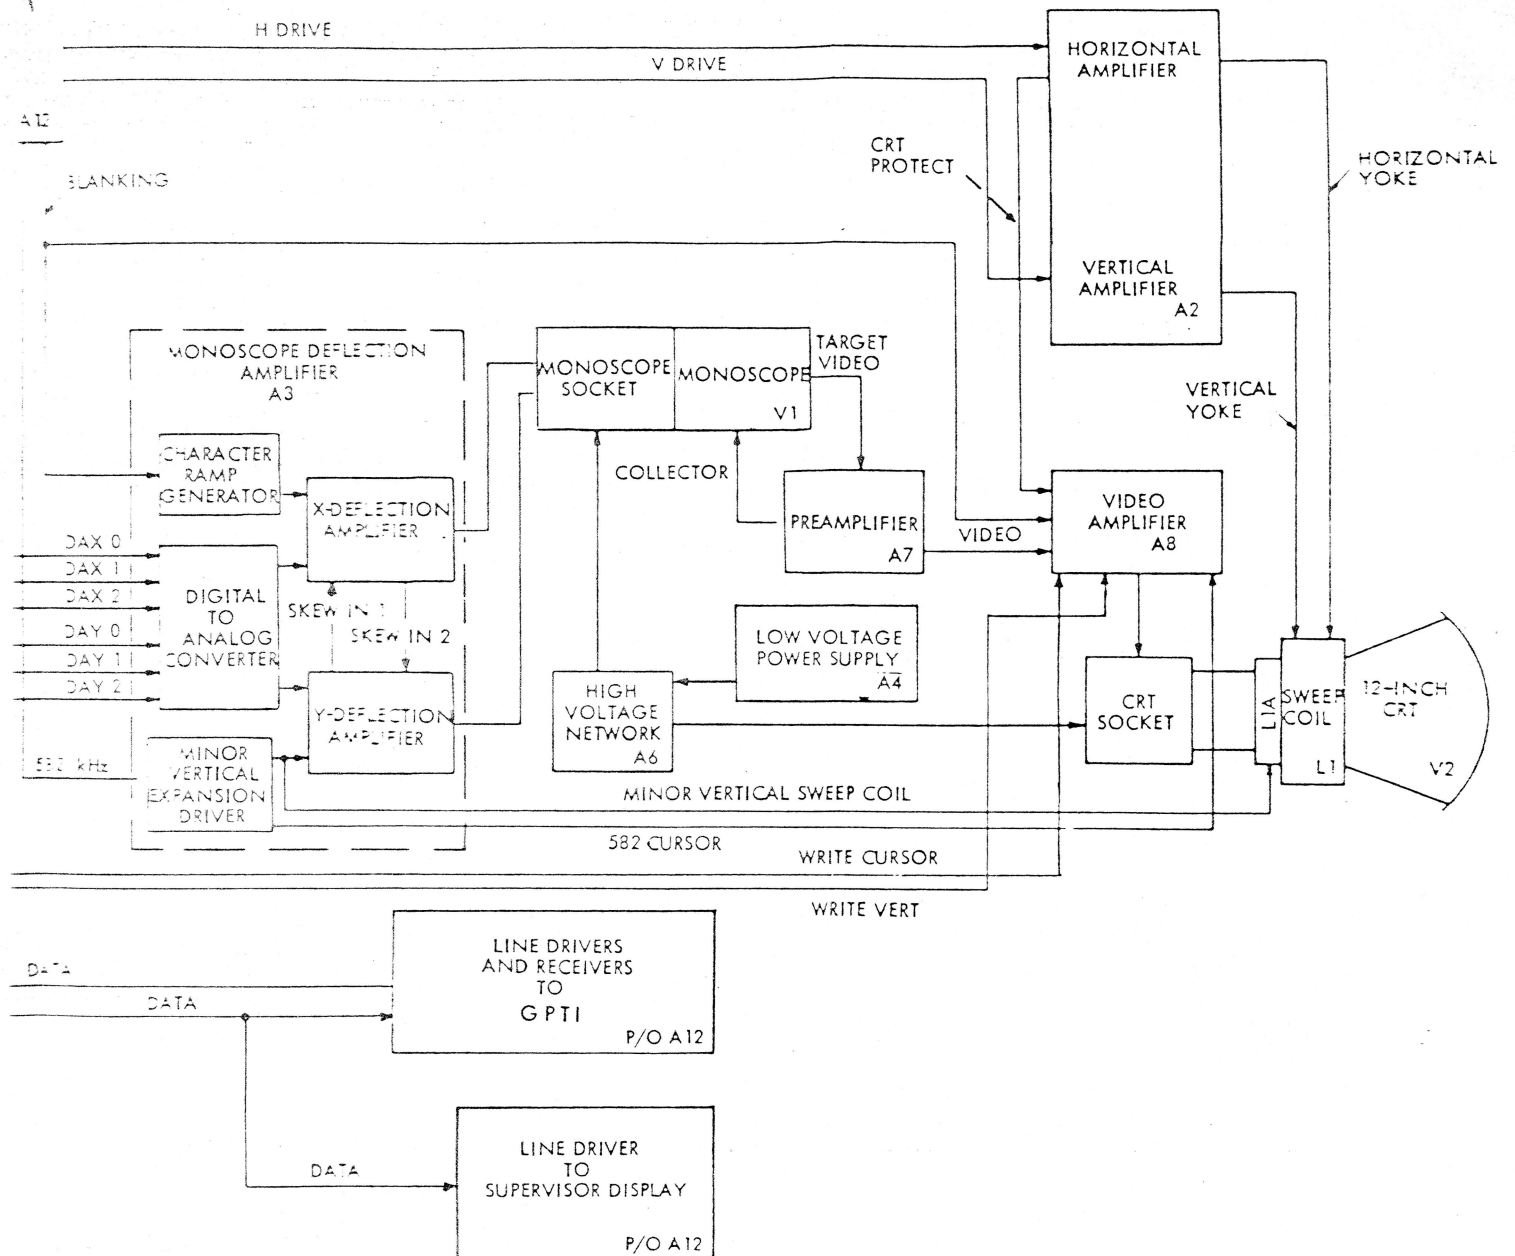 H DRIVE
V DRIVE
HORIZONTAL
AMPLIFIER
A12
CRT
PROTECT
HORIZONTAL
YOKE
BLANKING
VERTICAL
AMPLIFIER
A2
MONOSCOPE DEFLECTION
AMPLIFIER
A3
MONOSCOPE
SOCKET
MONOSCOPE
V1
TARGET
VIDEO
VERTICAL
YOKE
CHARACTER
RAMP
GENERATOR
X-DEFLECTION
AMPLIFIER
COLLECTOR
PREAMPLIFIER
A7
VIDEO
VIDEO
AMPLIFIER
A8
DAX 0
DAX 1
DAX 2
DAY 0
DAY 1
DAY 2
DIGITAL
TO
ANALOG
CONVERTER
SKEW IN 1
SKEW IN 2
LOW VOLTAGE
POWER SUPPLY
A4
HIGH
VOLTAGE
NETWORK
A6
CRT
SOCKET
L1A
SWEEP
COIL
L1
12-INCH
CRT
V2
Y-DEFLECTION
AMPLIFIER
kHz
MINOR
VERTICAL
EXPANSION
DRIVER
MINOR VERTICAL SWEEP COIL
582 CURSOR
WRITE CURSOR
WRITE VERT
DATA
DATA
LINE DRIVERS
AND RECEIVERS
TO
GPTI
P/O A12
DATA
LINE DRIVER
TO
SUPERVISOR DISPLAY
P/O A12